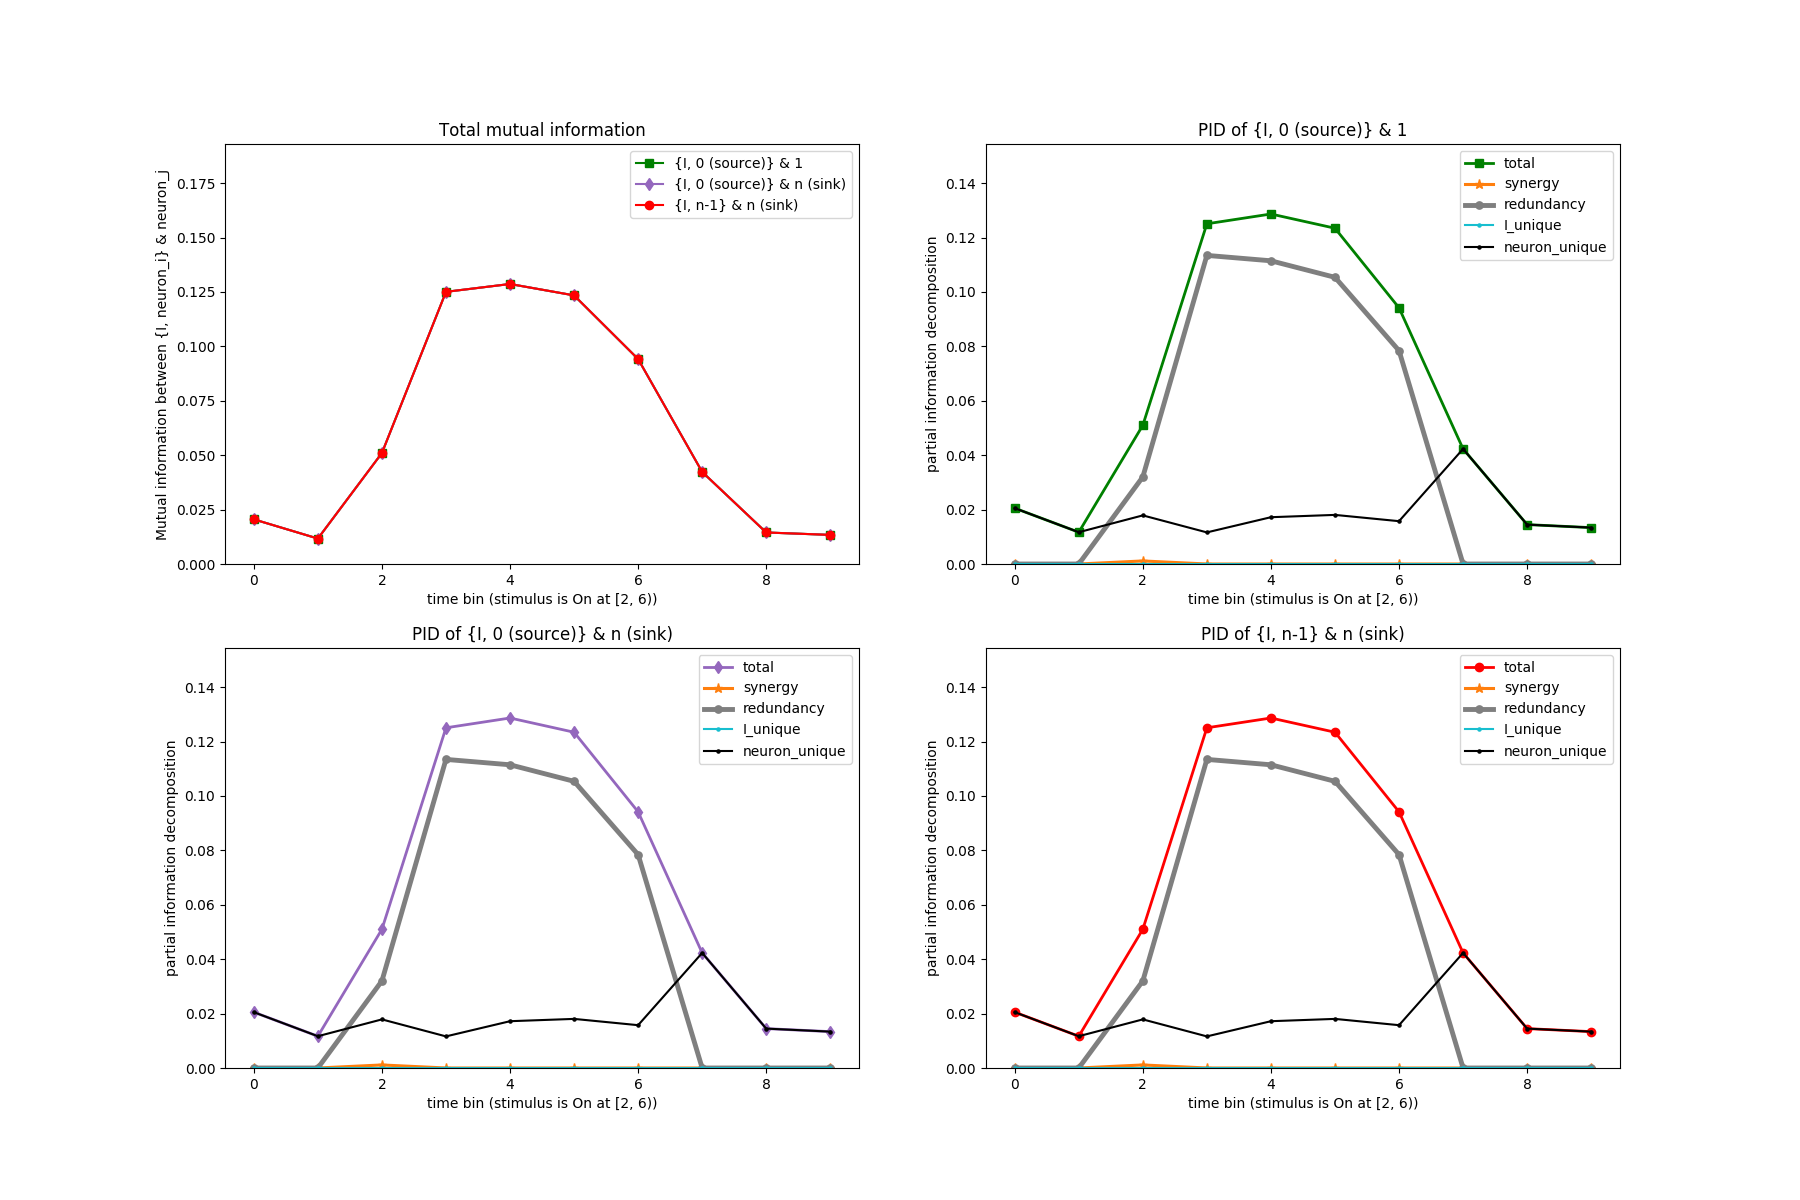 Total mutual information
Mutual information between {I, neuron_i} & neuron_j
0.175
0.150
0.125
0.100
0.075
0.050
0.025
0.000
{I, 0 (source)} & 1
{I, 0 (source)} & n (sink)
{I, n-1} & n (sink)
0 2 4 6 8
time bin (stimulus is On at [2, 6))
PID of {I, 0 (source)} & 1
partial information decomposition
0.14
0.12
0.10
0.08
0.06
0.04
0.02
0.00
total
synergy
redundancy
I_unique
neuron_unique
0 2 4 6 8
time bin (stimulus is On at [2, 6))
PID of {I, 0 (source)} & n (sink)
partial information decomposition
0.14
0.12
0.10
0.08
0.06
0.04
0.02
0.00
total
synergy
redundancy
I_unique
neuron_unique
0 2 4 6 8
time bin (stimulus is On at [2, 6))
PID of {I, n-1} & n (sink)
partial information decomposition
0.14
0.12
0.10
0.08
0.06
0.04
0.02
0.00
total
synergy
redundancy
I_unique
neuron_unique
0 2 4 6 8
time bin (stimulus is On at [2, 6))